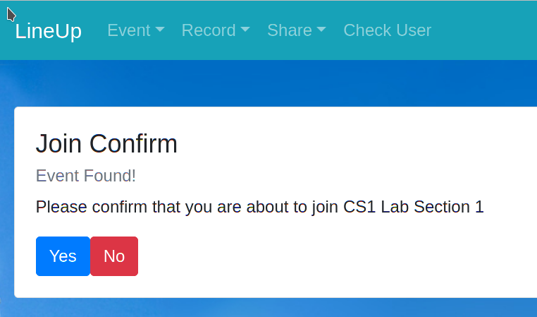 LineUp Event Record Share Check User
Join Confirm
Event Found!
Please confirm that you are about to join CS1 Lab Section 1
Yes No